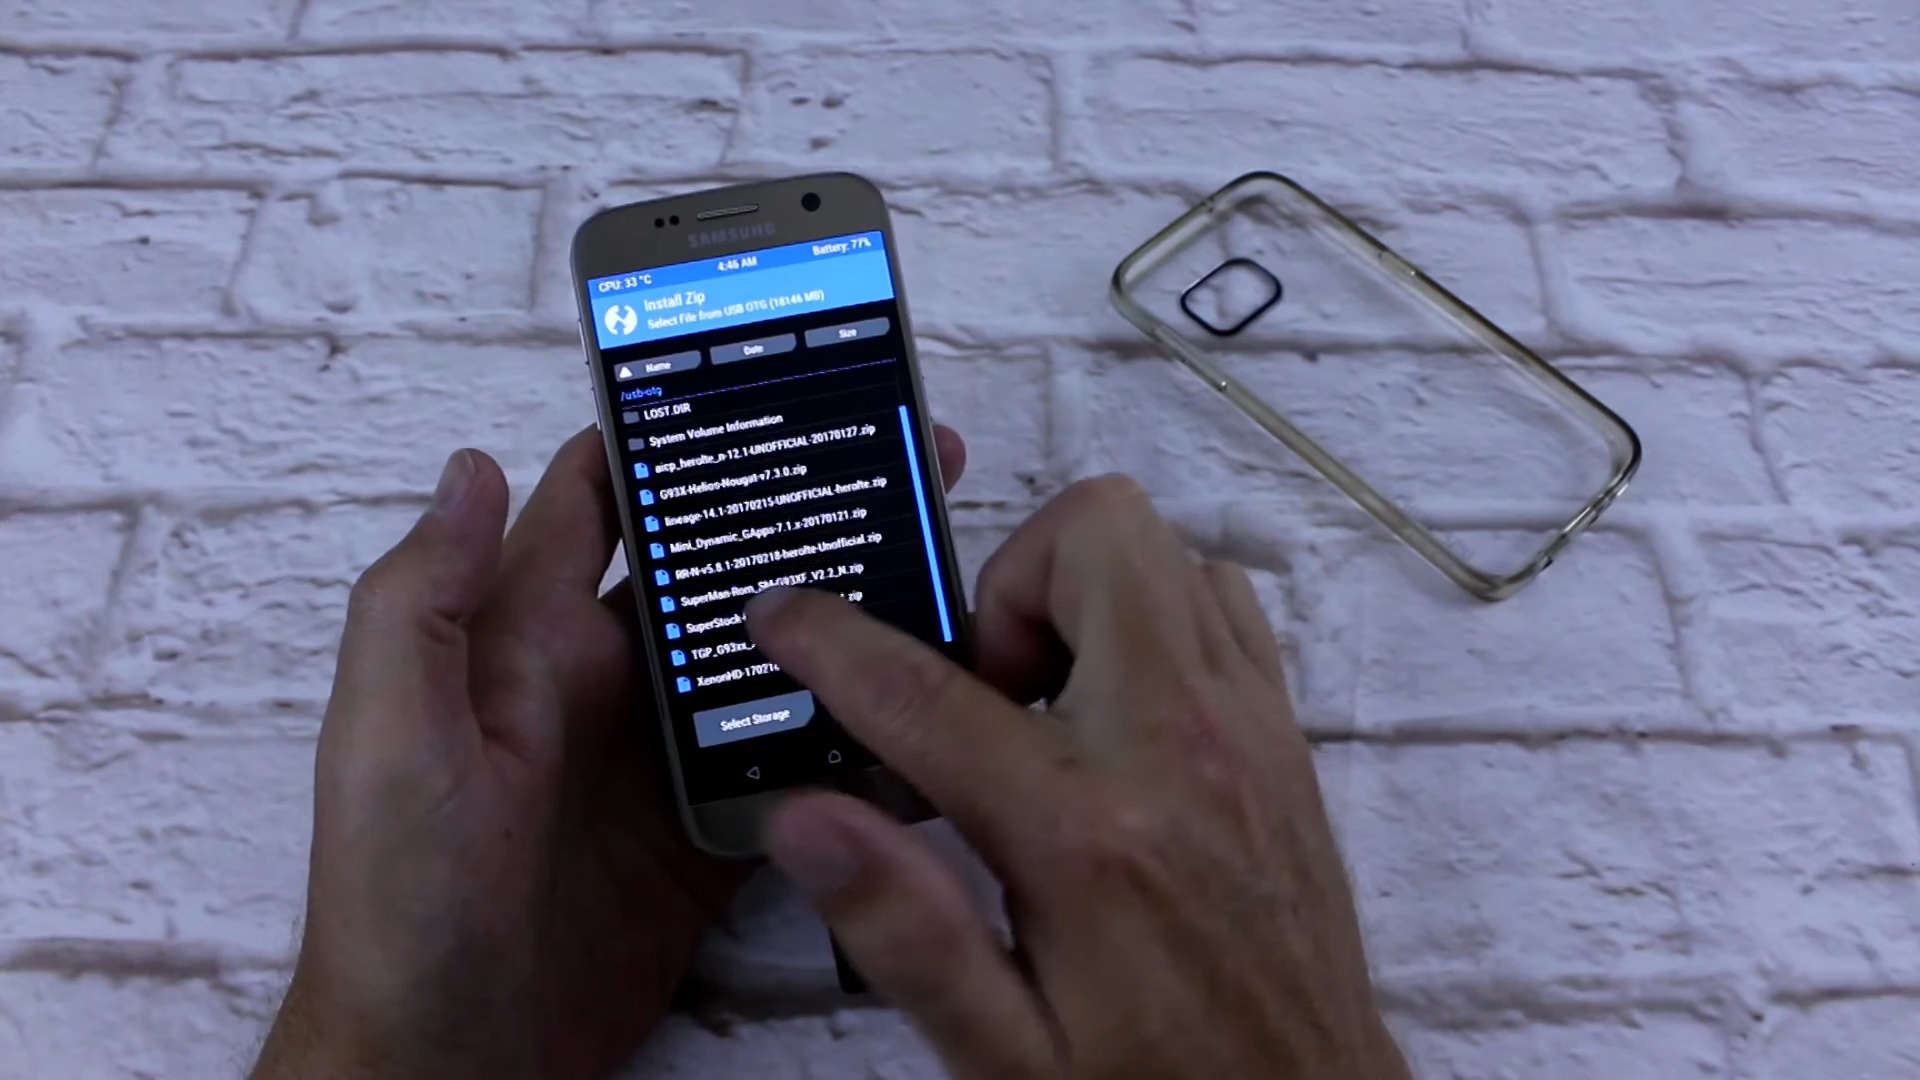 SAMSUNG
CPU: 33 °C 4:46 AM Battery: 77%
Install Zip
Select File from USB OTG (18146 MB)
Name Date Size
/usb-otg
LOST.DIR
System Volume Information
aicp_herolte_n-12.1-UNOFFICIAL-20170127.zip
G93X-Helios-Nougat-v7.3.0.zip
lineage-14.1-20170215-UNOFFICIAL-herolte.zip
Mini_Dynamic_GApps-7.1.x-20170121.zip
RR-N-v5.8.1-20170218-herolte-Unofficial.zip
SuperMan-Rom_SM-G93XF_V2.2_N.zip
SuperStock .zip
TGP_G93xx_
XenonHD-17021
Select Storage